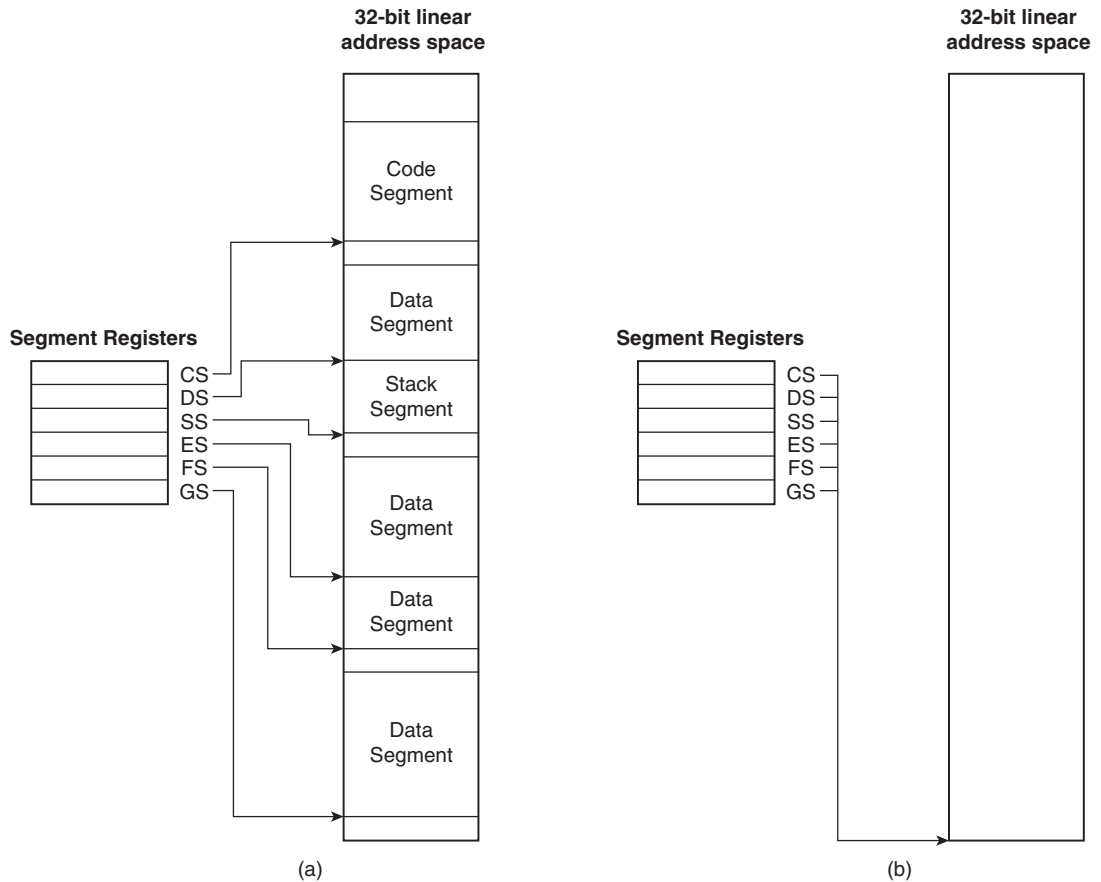 32-bit linear
address space
Code
Segment
Data
Segment
Stack
Segment
Data
Segment
Data
Segment
Data
Segment
Segment Registers
CS
DS
SS
ES
FS
GS
(a)
32-bit linear
address space
Segment Registers
CS
DS
SS
ES
FS
GS
(b)